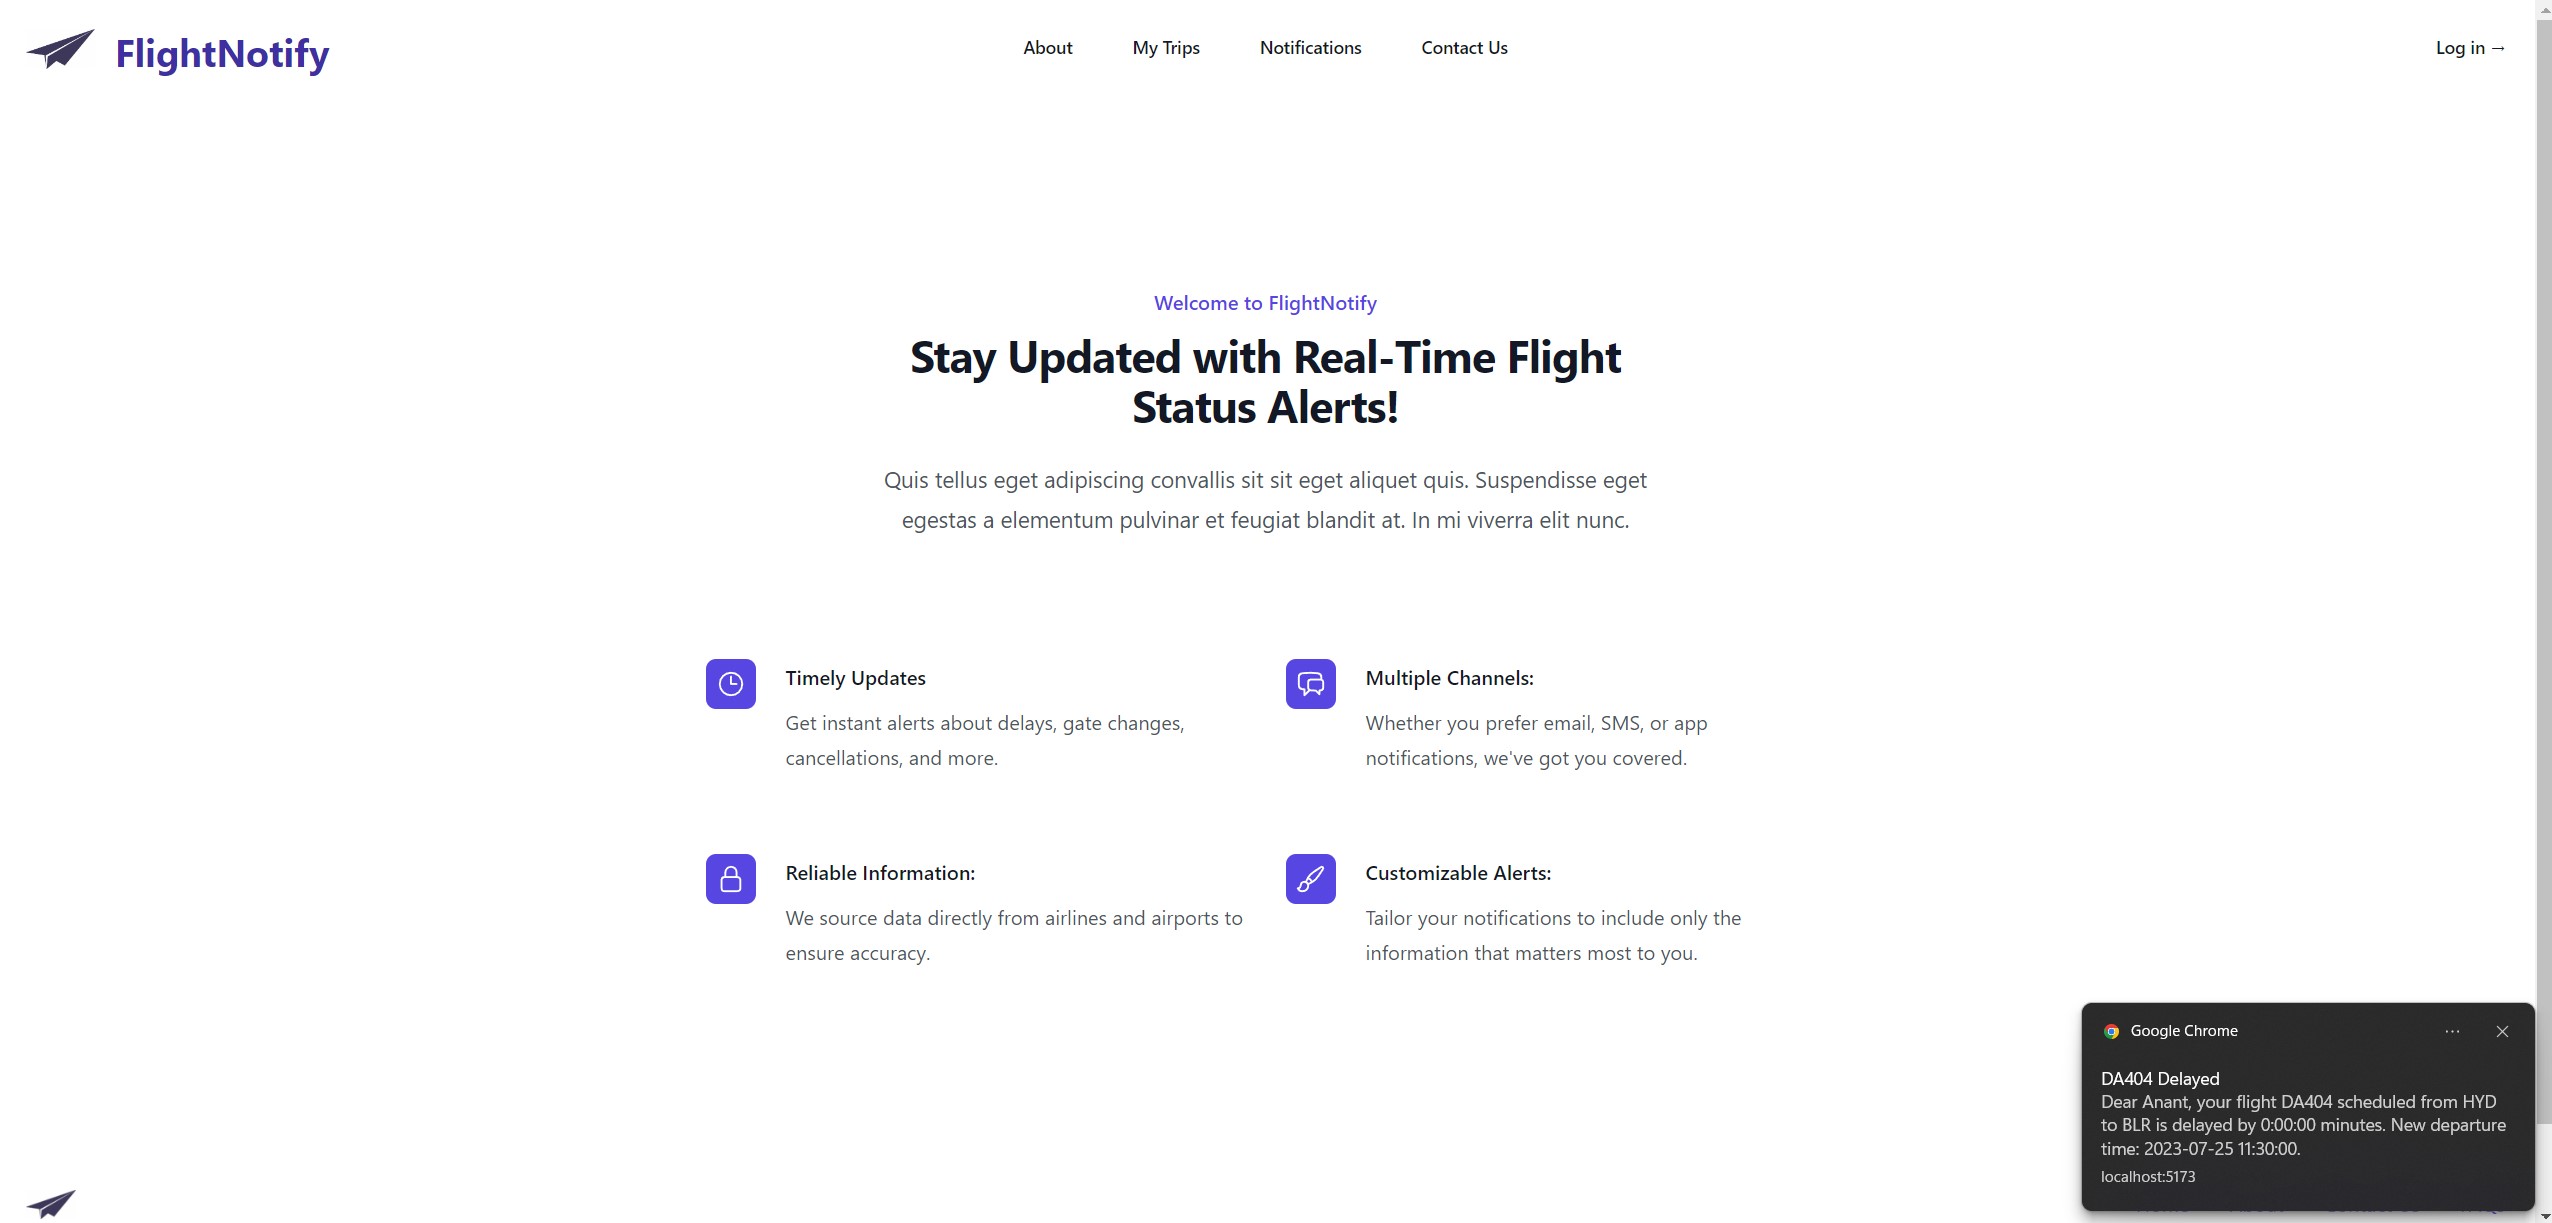 FlightNotify
About
My Trips
Notifications
Contact Us
Log in →
Welcome to FlightNotify
Stay Updated with Real-Time Flight
Status Alerts!
Quis tellus eget adipiscing convallis sit sit eget aliquet quis. Suspendisse eget
egestas a elementum pulvinar et feugiat blandit at. In mi viverra elit nunc.
Timely Updates
Get instant alerts about delays, gate changes,
cancellations, and more.
Multiple Channels:
Whether you prefer email, SMS, or app
notifications, we've got you covered.
Reliable Information:
We source data directly from airlines and airports to
ensure accuracy.
Customizable Alerts:
Tailor your notifications to include only the
information that matters most to you.
Google Chrome
DA404 Delayed
Dear Anant, your flight DA404 scheduled from HYD
to BLR is delayed by 0:00:00 minutes. New departure
time: 2023-07-25 11:30:00.
localhost:5173